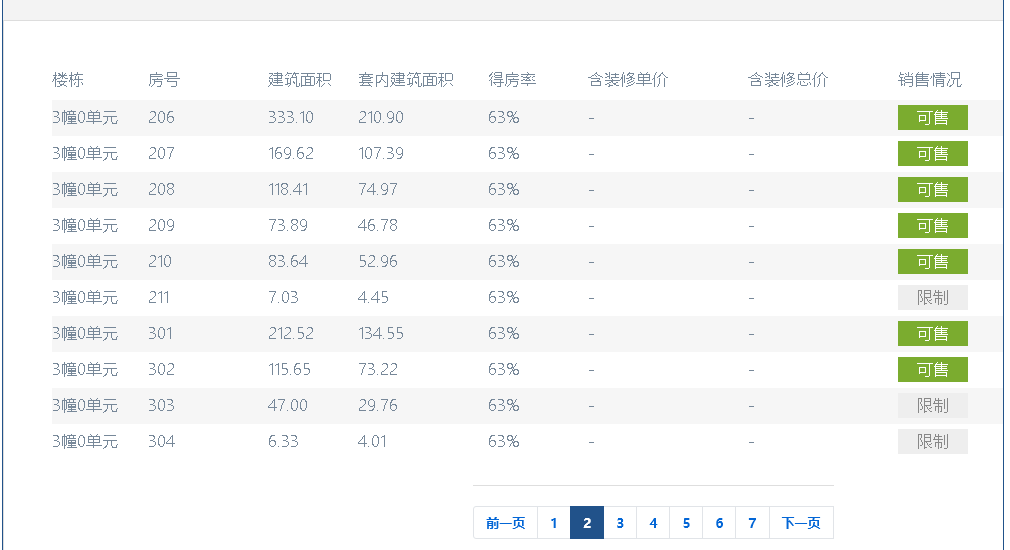 楼栋 房号 建筑面积 套内建筑面积 得房率 含装修单价 含装修总价 销售情况
3幢0单元 206 333.10 210.90 63% - - 可售
3幢0单元 207 169.62 107.39 63% - - 可售
3幢0单元 208 118.41 74.97 63% - - 可售
3幢0单元 209 73.89 46.78 63% - - 可售
3幢0单元 210 83.64 52.96 63% - - 可售
3幢0单元 211 7.03 4.45 63% - - 限制
3幢0单元 301 212.52 134.55 63% - - 可售
3幢0单元 302 115.65 73.22 63% - - 可售
3幢0单元 303 47.00 29.76 63% - - 限制
3幢0单元 304 6.33 4.01 63% - - 限制
前一页 1 2 3 4 5 6 7 下一页